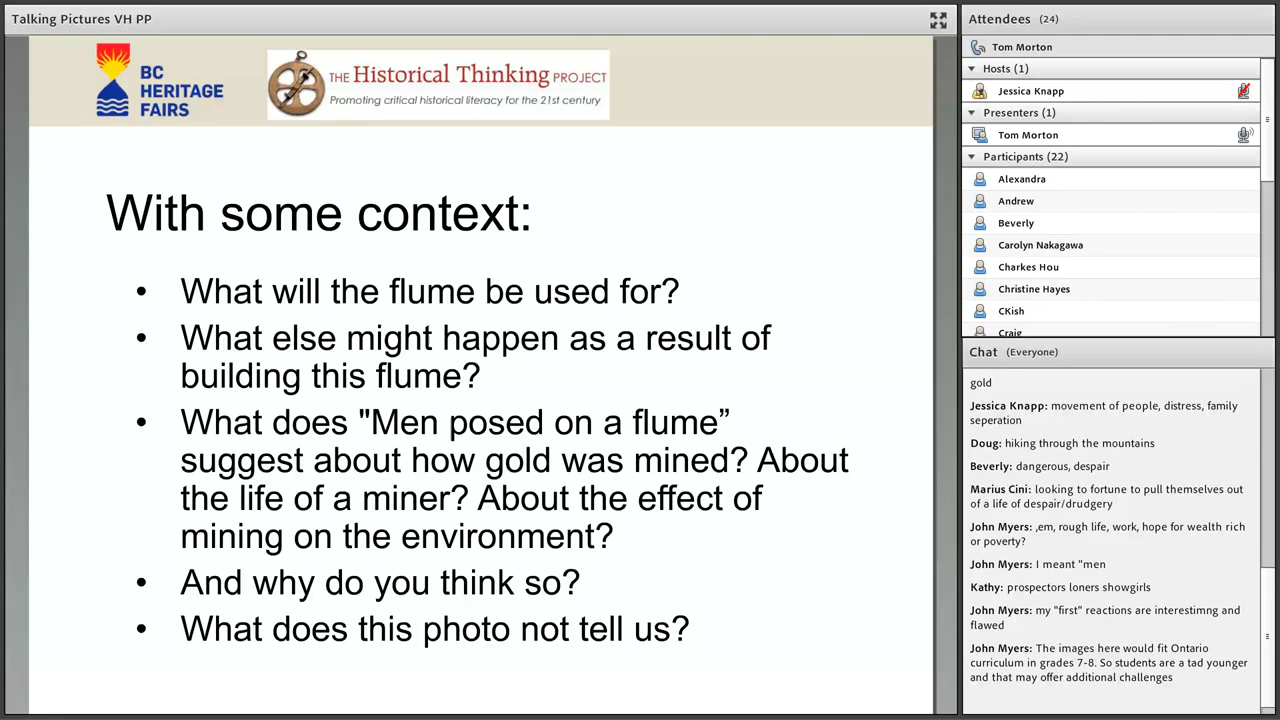 Talking Pictures VH PP
BC
HERITAGE
FAIRS
THE Historical Thinking PROJECT
Promoting critical historical literacy for the 21st century
With some context:
• What will the flume be used for?
• What else might happen as a result of
building this flume?
• What does "Men posed on a flume”
suggest about how gold was mined? About
the life of a miner? About the effect of
mining on the environment?
• And why do you think so?
• What does this photo not tell us?
Attendees (24)
Tom Morton
Hosts (1)
Jessica Knapp
Presenters (1)
Tom Morton
Participants (22)
Alexandra
Andrew
Beverly
Carolyn Nakagawa
Charkes Hou
Christine Hayes
CKish
Craig
Chat (Everyone)
gold
Jessica Knapp: movement of people, distress, family
seperation
Doug: hiking through the mountains
Beverly: dangerous, despair
Marius Cini: looking to fortune to pull themselves out
of a life of despair/drudgery
John Myers: ,em, rough life, work, hope for wealth rich
or poverty?
John Myers: I meant "men
Kathy: prospectors loners showgirls
John Myers: my "first" reactions are interestimng and
flawed
John Myers: The images here would fit Ontario
curriculum in grades 7-8. So students are a tad younger
and that may offer additional challenges